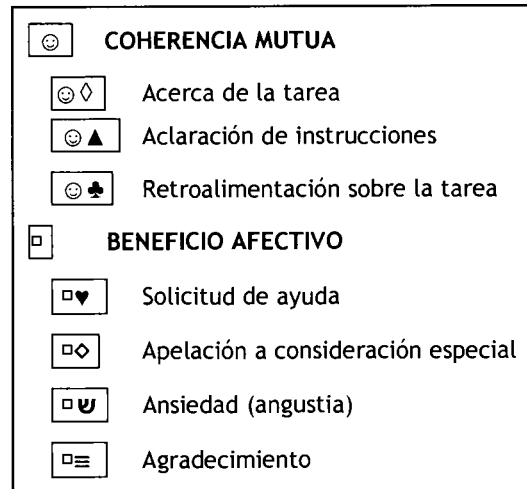 ☺ COHERENCIA MUTUA
☺◊ Acerca de la tarea
☺▲ Aclaración de instrucciones
☺♣ Retroalimentación sobre la tarea
▫ BENEFICIO AFECTIVO
▫♥ Solicitud de ayuda
▫◇ Apelación a consideración especial
▫ש Ansiedad (angustia)
▫≡ Agradecimiento